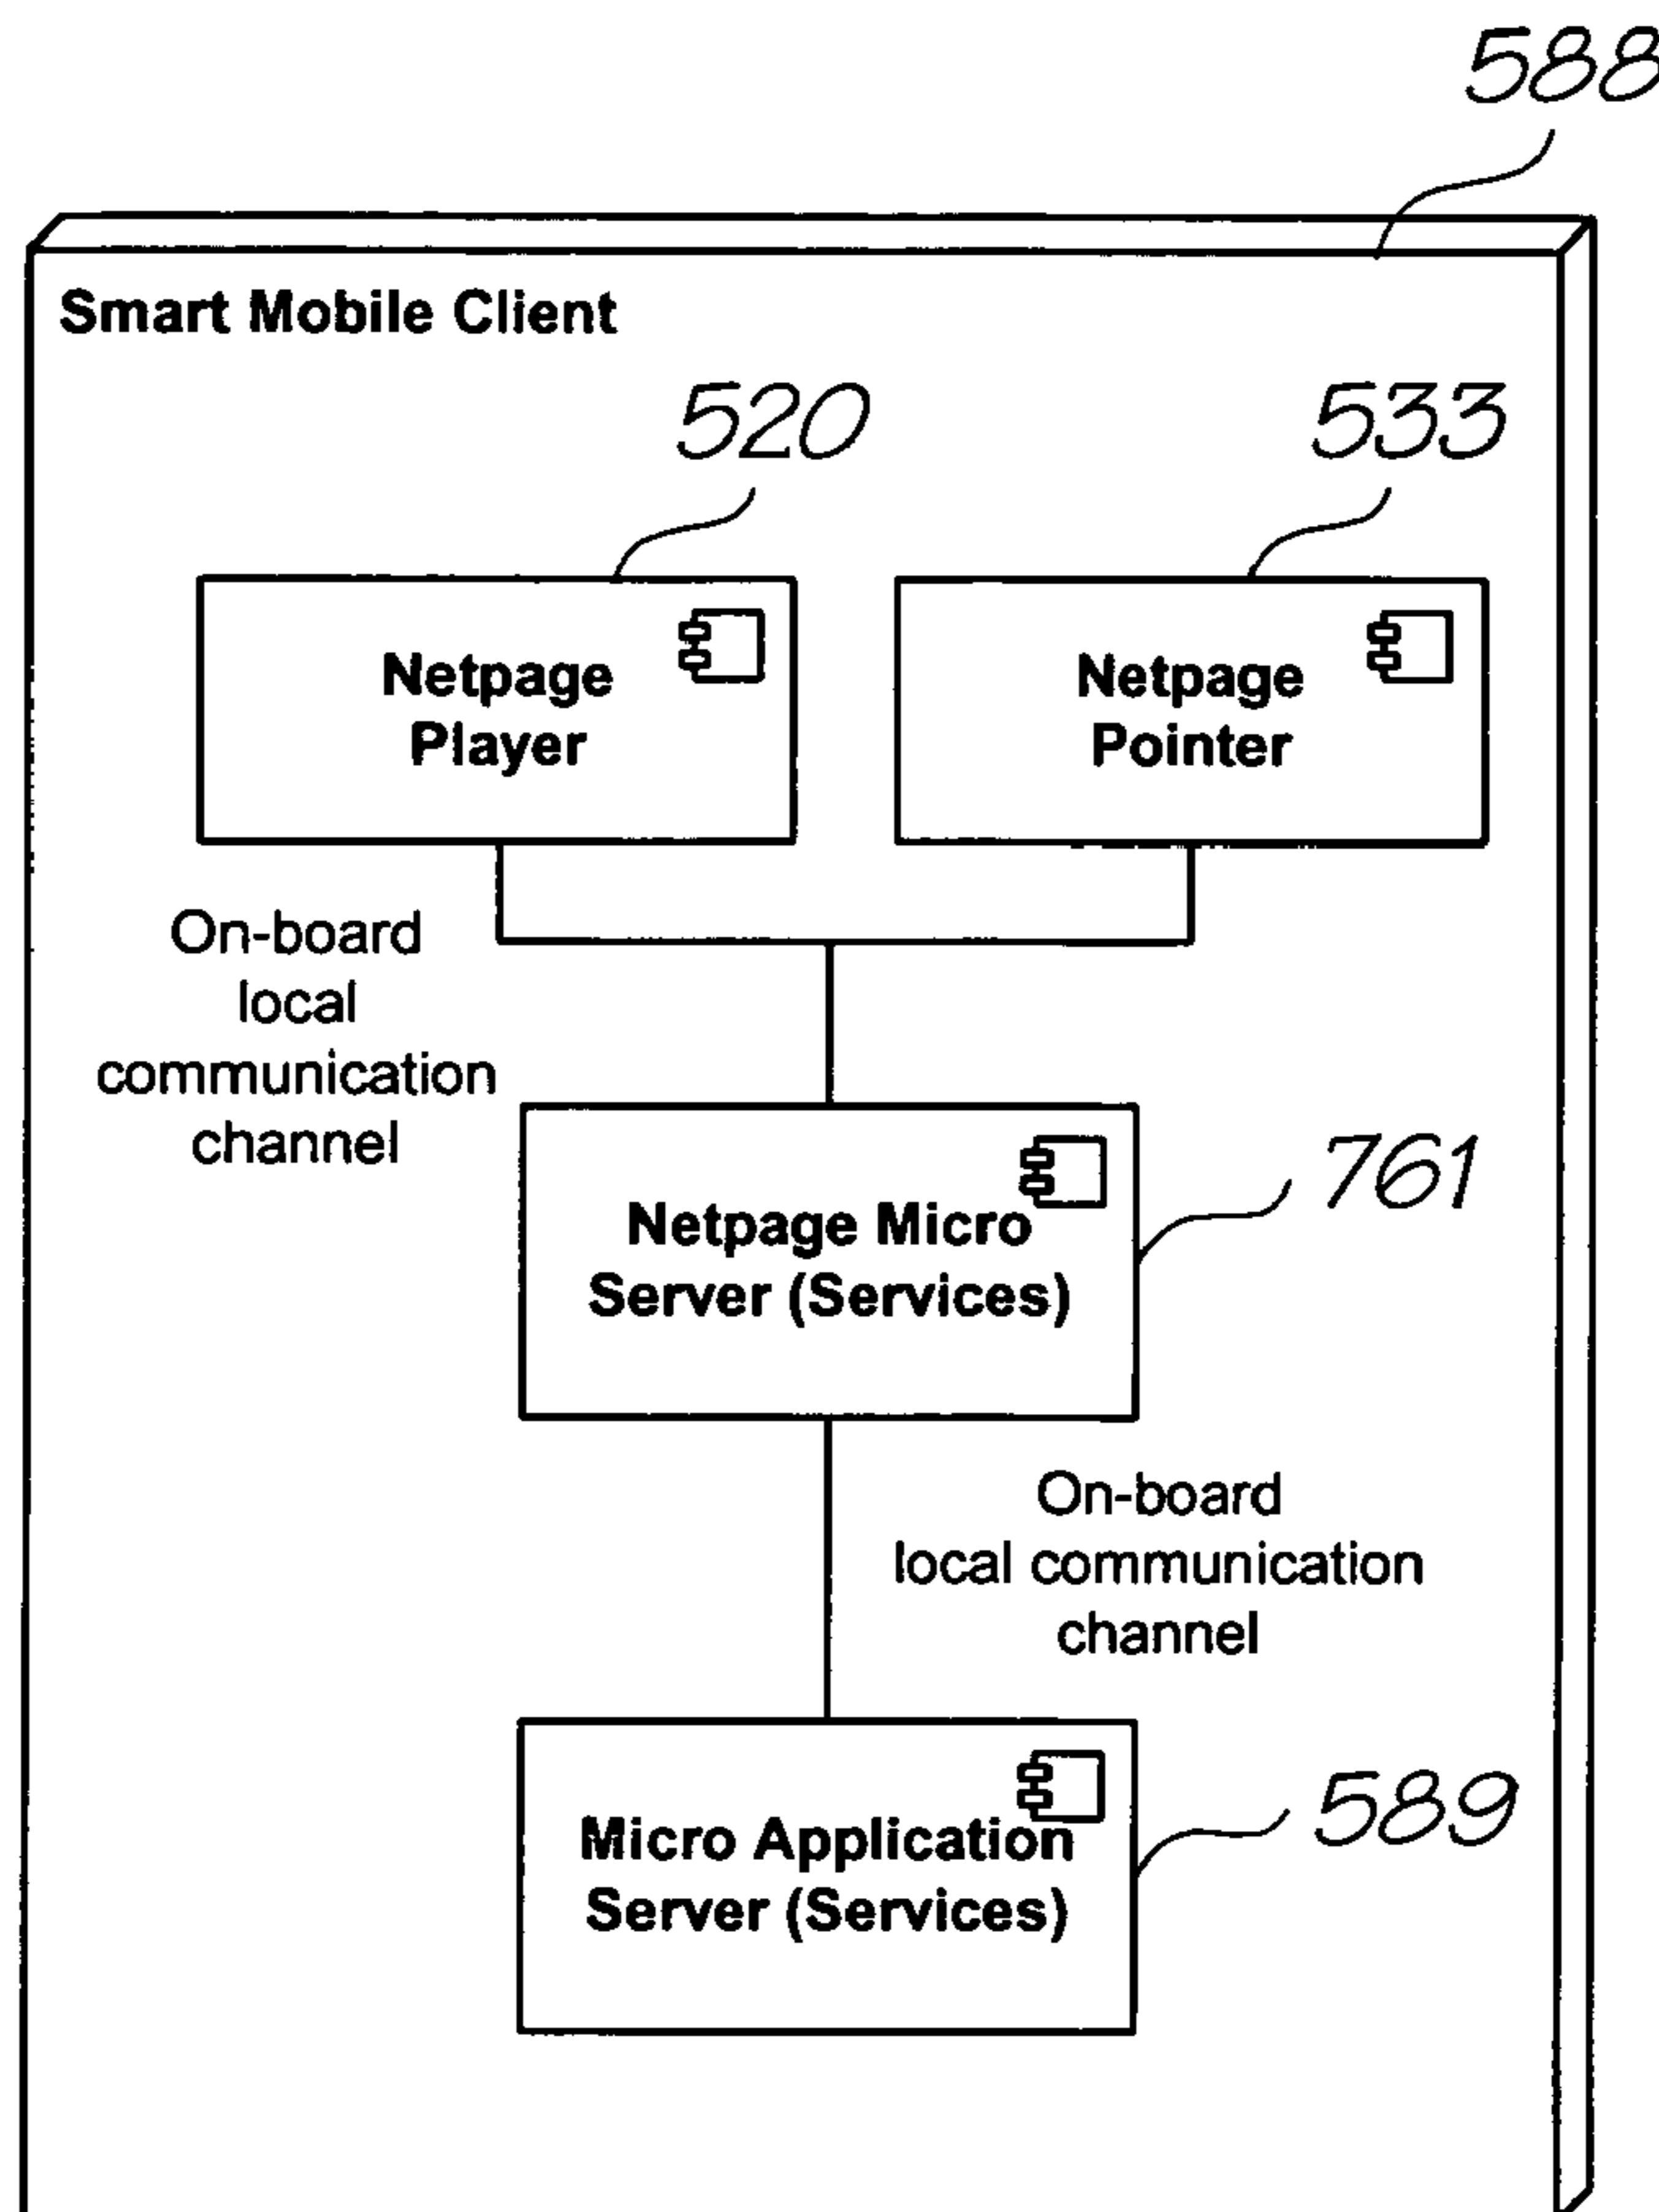 588
Smart Mobile Client
520
533
Netpage
Player
Netpage
Pointer
On-board
local
communication
channel
Netpage Micro
Server (Services)
761
On-board
local communication
channel
Micro Application
Server (Services)
589